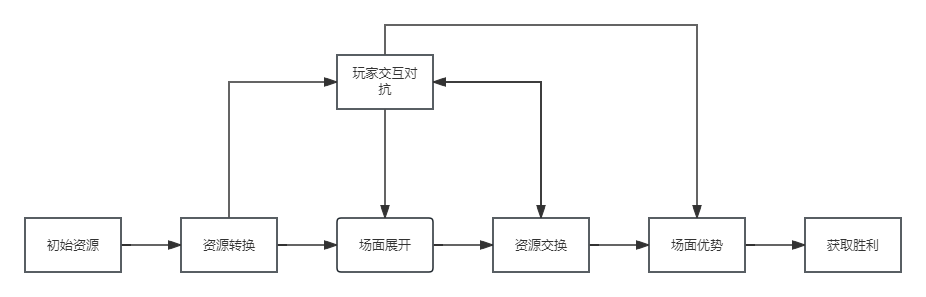 玩家交互对
抗
初始资源
资源转换
场面展开
资源交换
场面优势
获取胜利